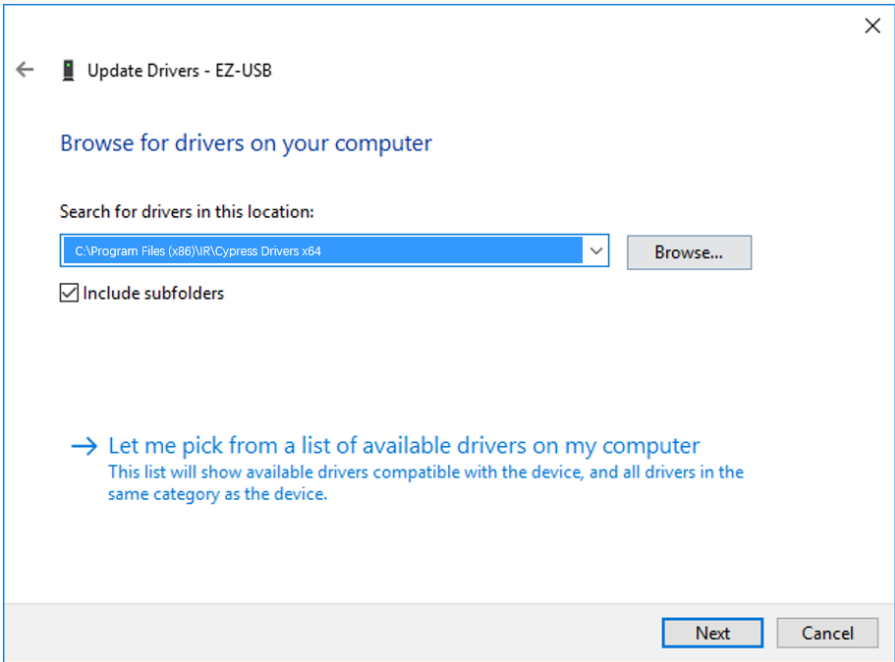 Update Drivers - EZ-USB
Browse for drivers on your computer
Search for drivers in this location:
C:\Program Files (x86)\IR\Cypress Drivers x64
Browse...
Include subfolders
Let me pick from a list of available drivers on my computer
This list will show available drivers compatible with the device, and all drivers in the
same category as the device.
Next
Cancel